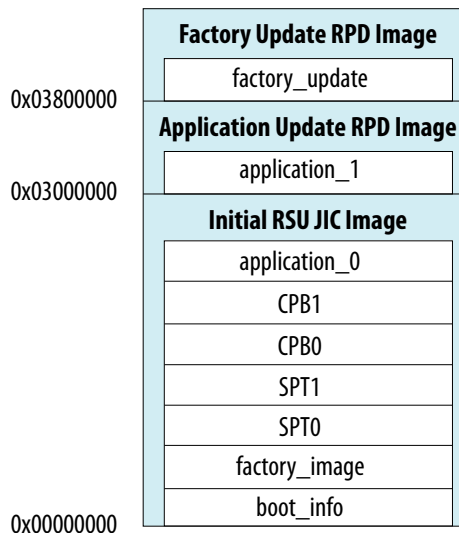 Factory Update RPD Image
factory_update
0x03800000
Application Update RPD Image
application_1
0x03000000
Initial RSU JIC Image
application_0
CPB1
CPB0
SPT1
SPT0
factory_image
boot_info
0x00000000